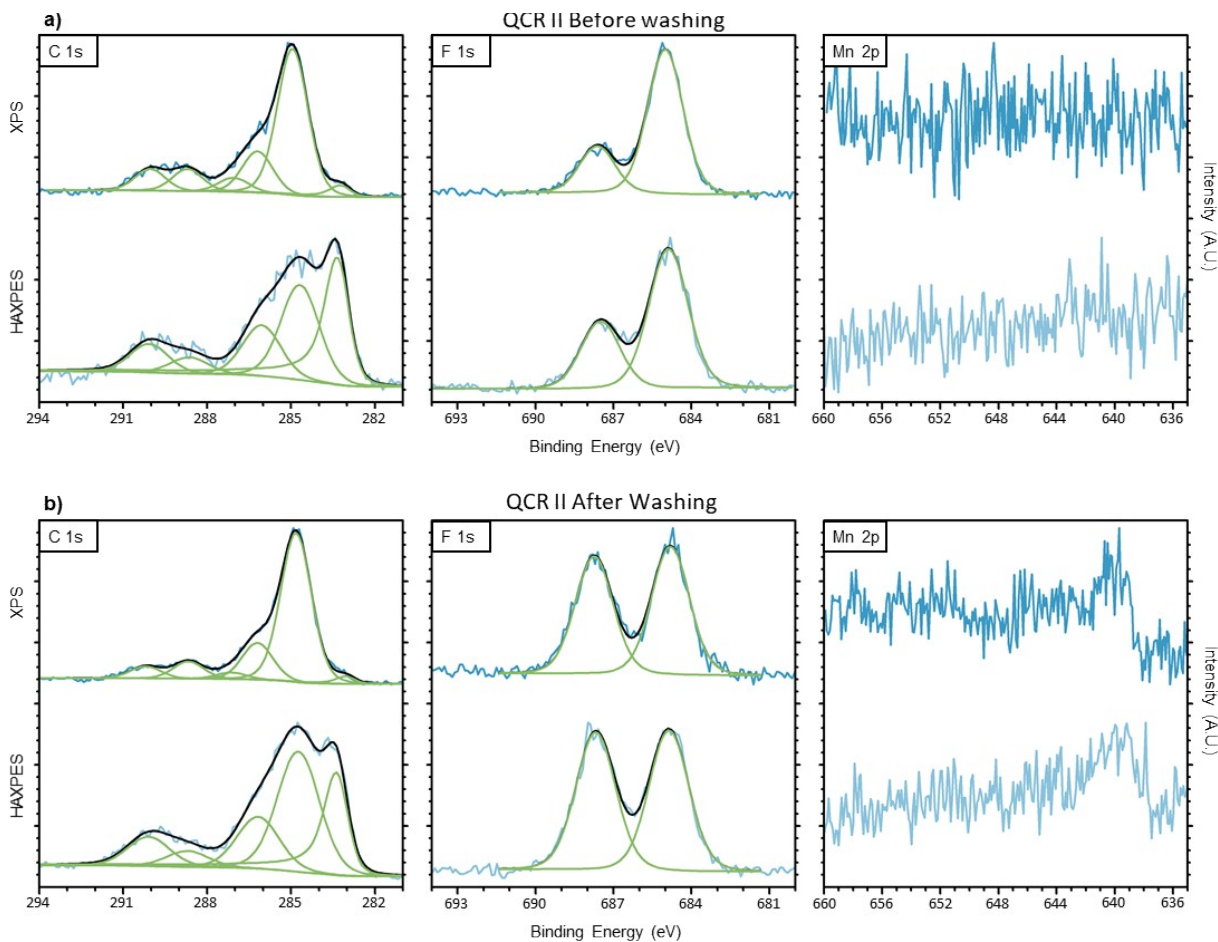 a)
QCR II Before washing
C 1s
F 1s
Mn 2p
XPS
HAXPES
Intensity (A.U.)
294 291 288 285 282
693 690 687 684 681
660 656 652 648 644 640 636
Binding Energy (eV)
b)
QCR II After Washing
C 1s
F 1s
Mn 2p
XPS
HAXPES
Intensity (A.U.)
294 291 288 285 282
693 690 687 684 681
660 656 652 648 644 640 636
Binding Energy (eV)